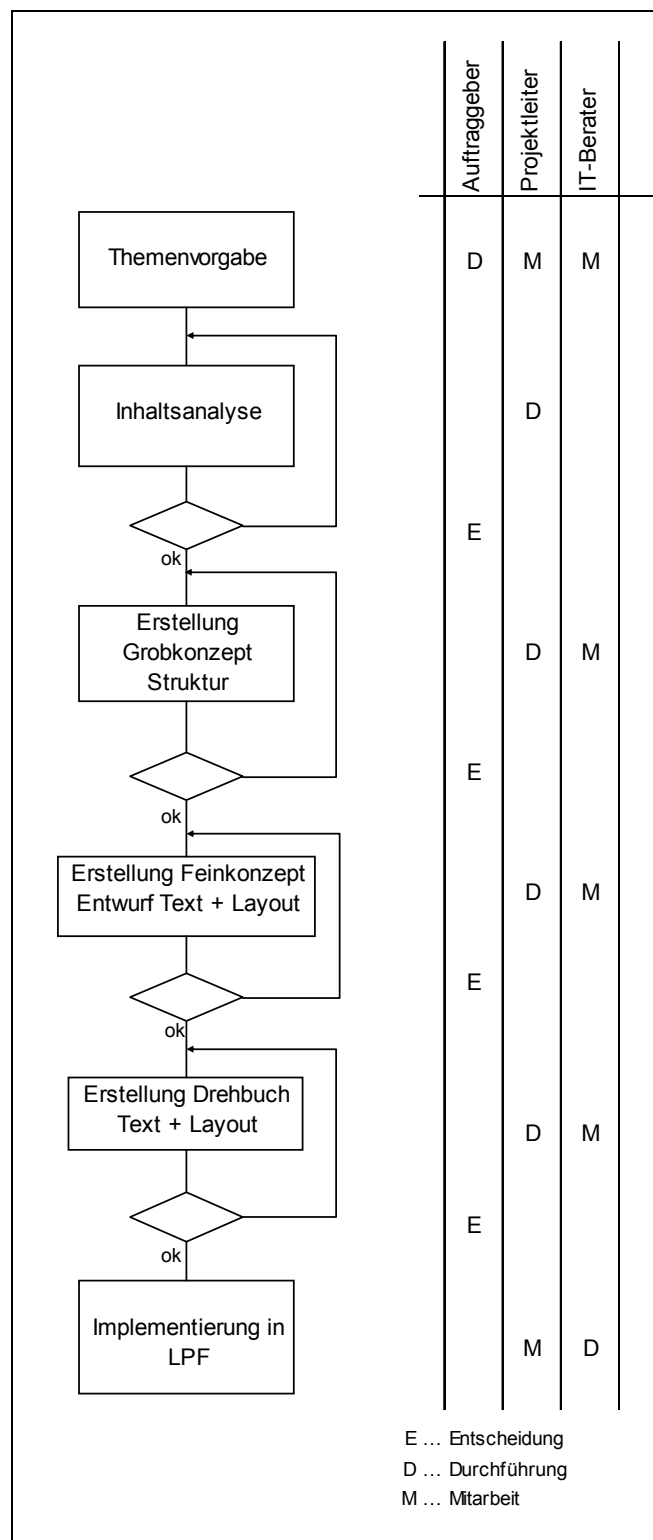 Auftraggeber
Projektleiter
IT-Berater
Themenvorgabe
D M M
Inhaltsanalyse
D
E
ok
Erstellung
Grobkonzept
Struktur
D M
E
ok
Erstellung Feinkonzept
Entwurf Text + Layout
D M
E
ok
Erstellung Drehbuch
Text + Layout
D M
E
ok
Implementierung in
LPF
M D
E ... Entscheidung
D ... Durchführung
M ... Mitarbeit